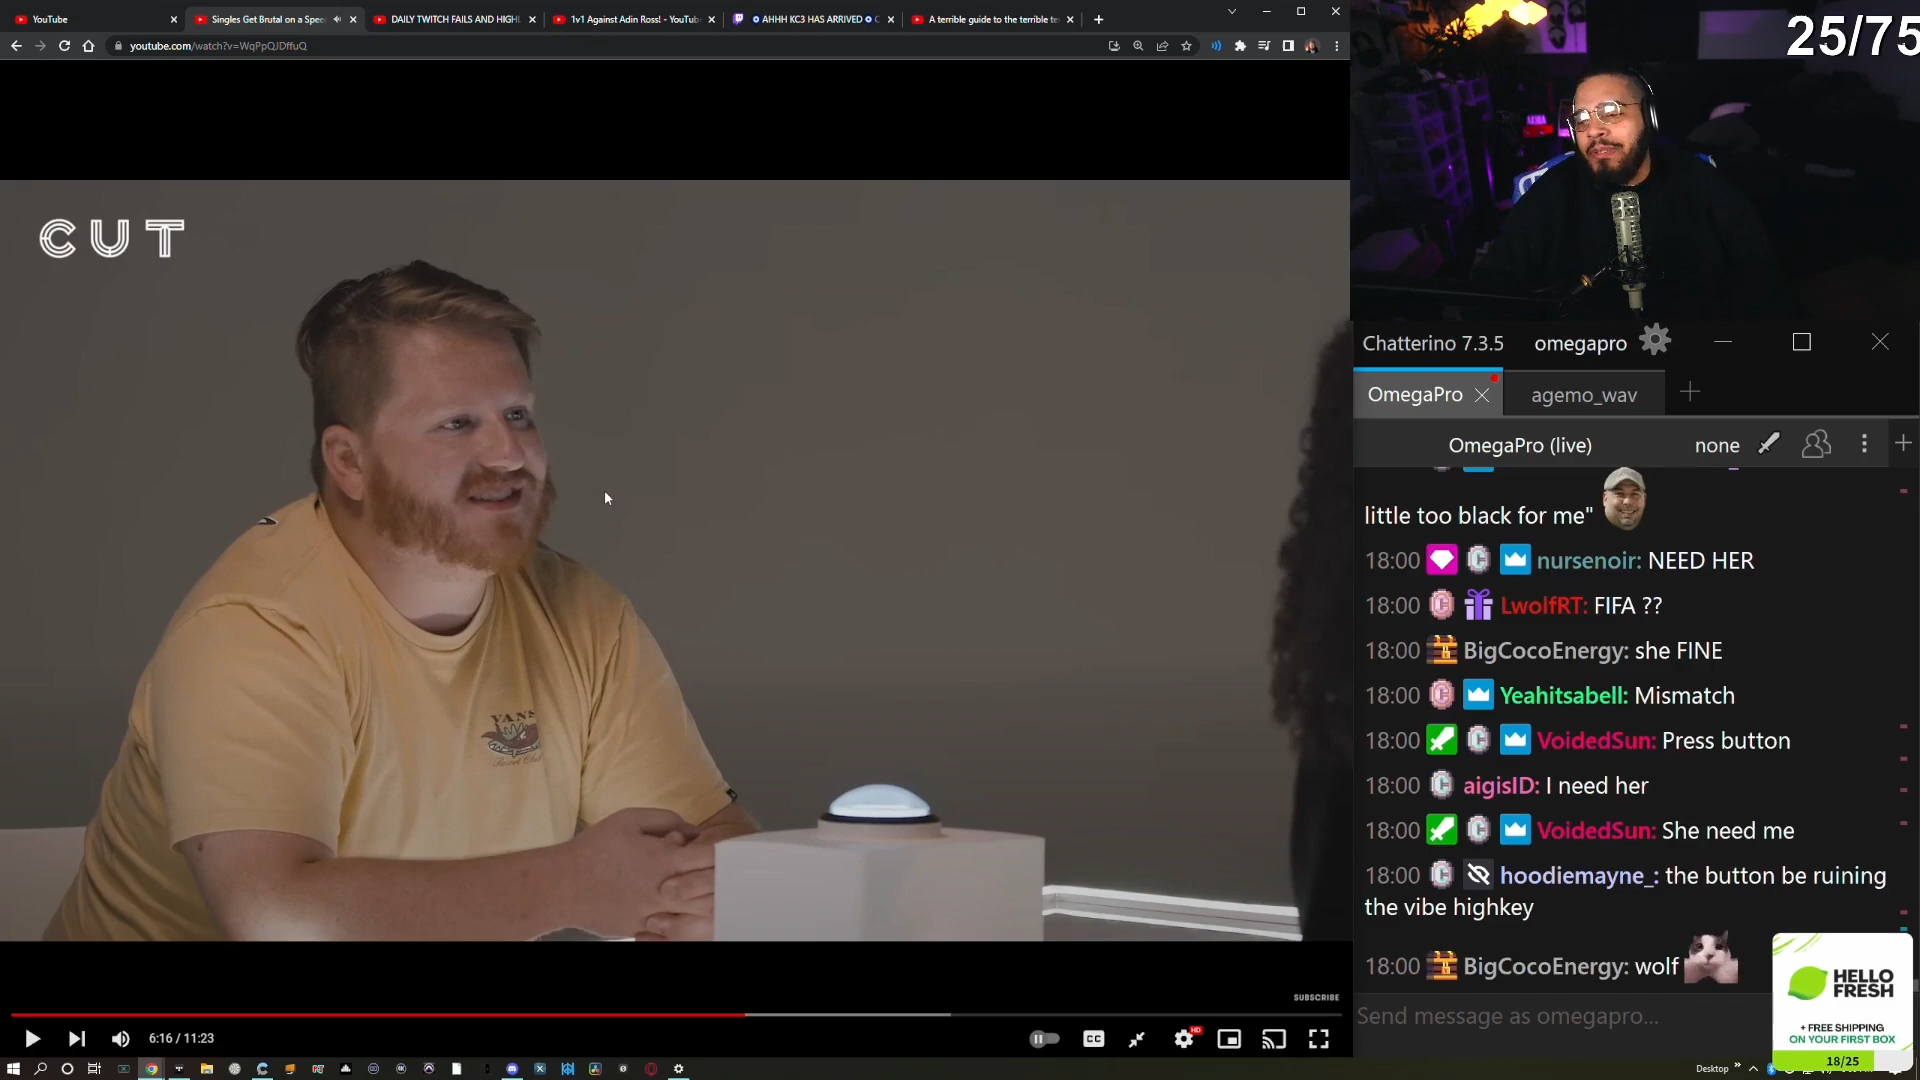 YouTube
Singles Get Brutal on a Spee
DAILY TWITCH FAILS AND HIGHL
1v1 Against Adin Ross! - YouTub
AHHH KC3 HAS ARRIVED
A terrible guide to the terrible te
youtube.com/watch?v=WqPpQJDffuQ
25/75
CUT
VANS
SUBSCRIBE
6:16 / 11:23
CC
HD
Chatterino 7.3.5 omegapro
OmegaPro agemo_wav
OmegaPro (live) none
little too black for me"
18:00 nursenoir: NEED HER
18:00 LwolfRT: FIFA ??
18:00 BigCocoEnergy: she FINE
18:00 Yeahitsabell: Mismatch
18:00 VoidedSun: Press button
18:00 aigisID: I need her
18:00 VoidedSun: She need me
18:00 hoodiemayne_: the button be ruining
the vibe highkey
18:00 BigCocoEnergy: wolf
Send message as omegapro...
HELLO
FRESH
+ FREE SHIPPING
ON YOUR FIRST BOX
18/25
Desktop